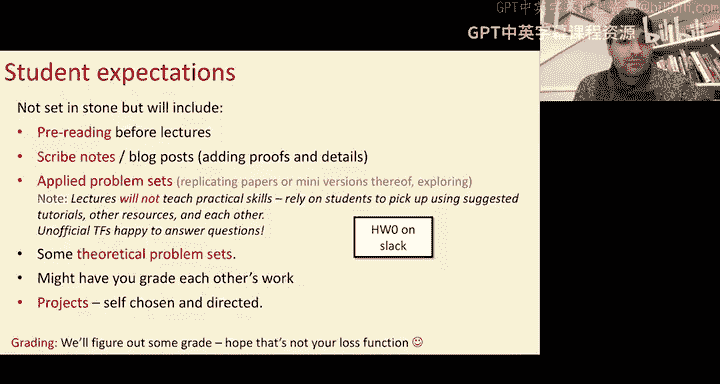 GPT中英字幕课程资源
Student expectations
Not set in stone but will include:
• Pre-reading before lectures
• Scribe notes / blog posts (adding proofs and details)
• Applied problem sets (replicating papers or mini versions thereof, exploring)
Note: Lectures will not teach practical skills – rely on students to pick up using suggested
tutorials, other resources, and each other.
Unofficial TFs happy to answer questions!
HW0 on
slack
• Some theoretical problem sets.
• Might have you grade each other's work
• Projects – self chosen and directed.
Grading: We'll figure out some grade – hope that's not your loss function ☺